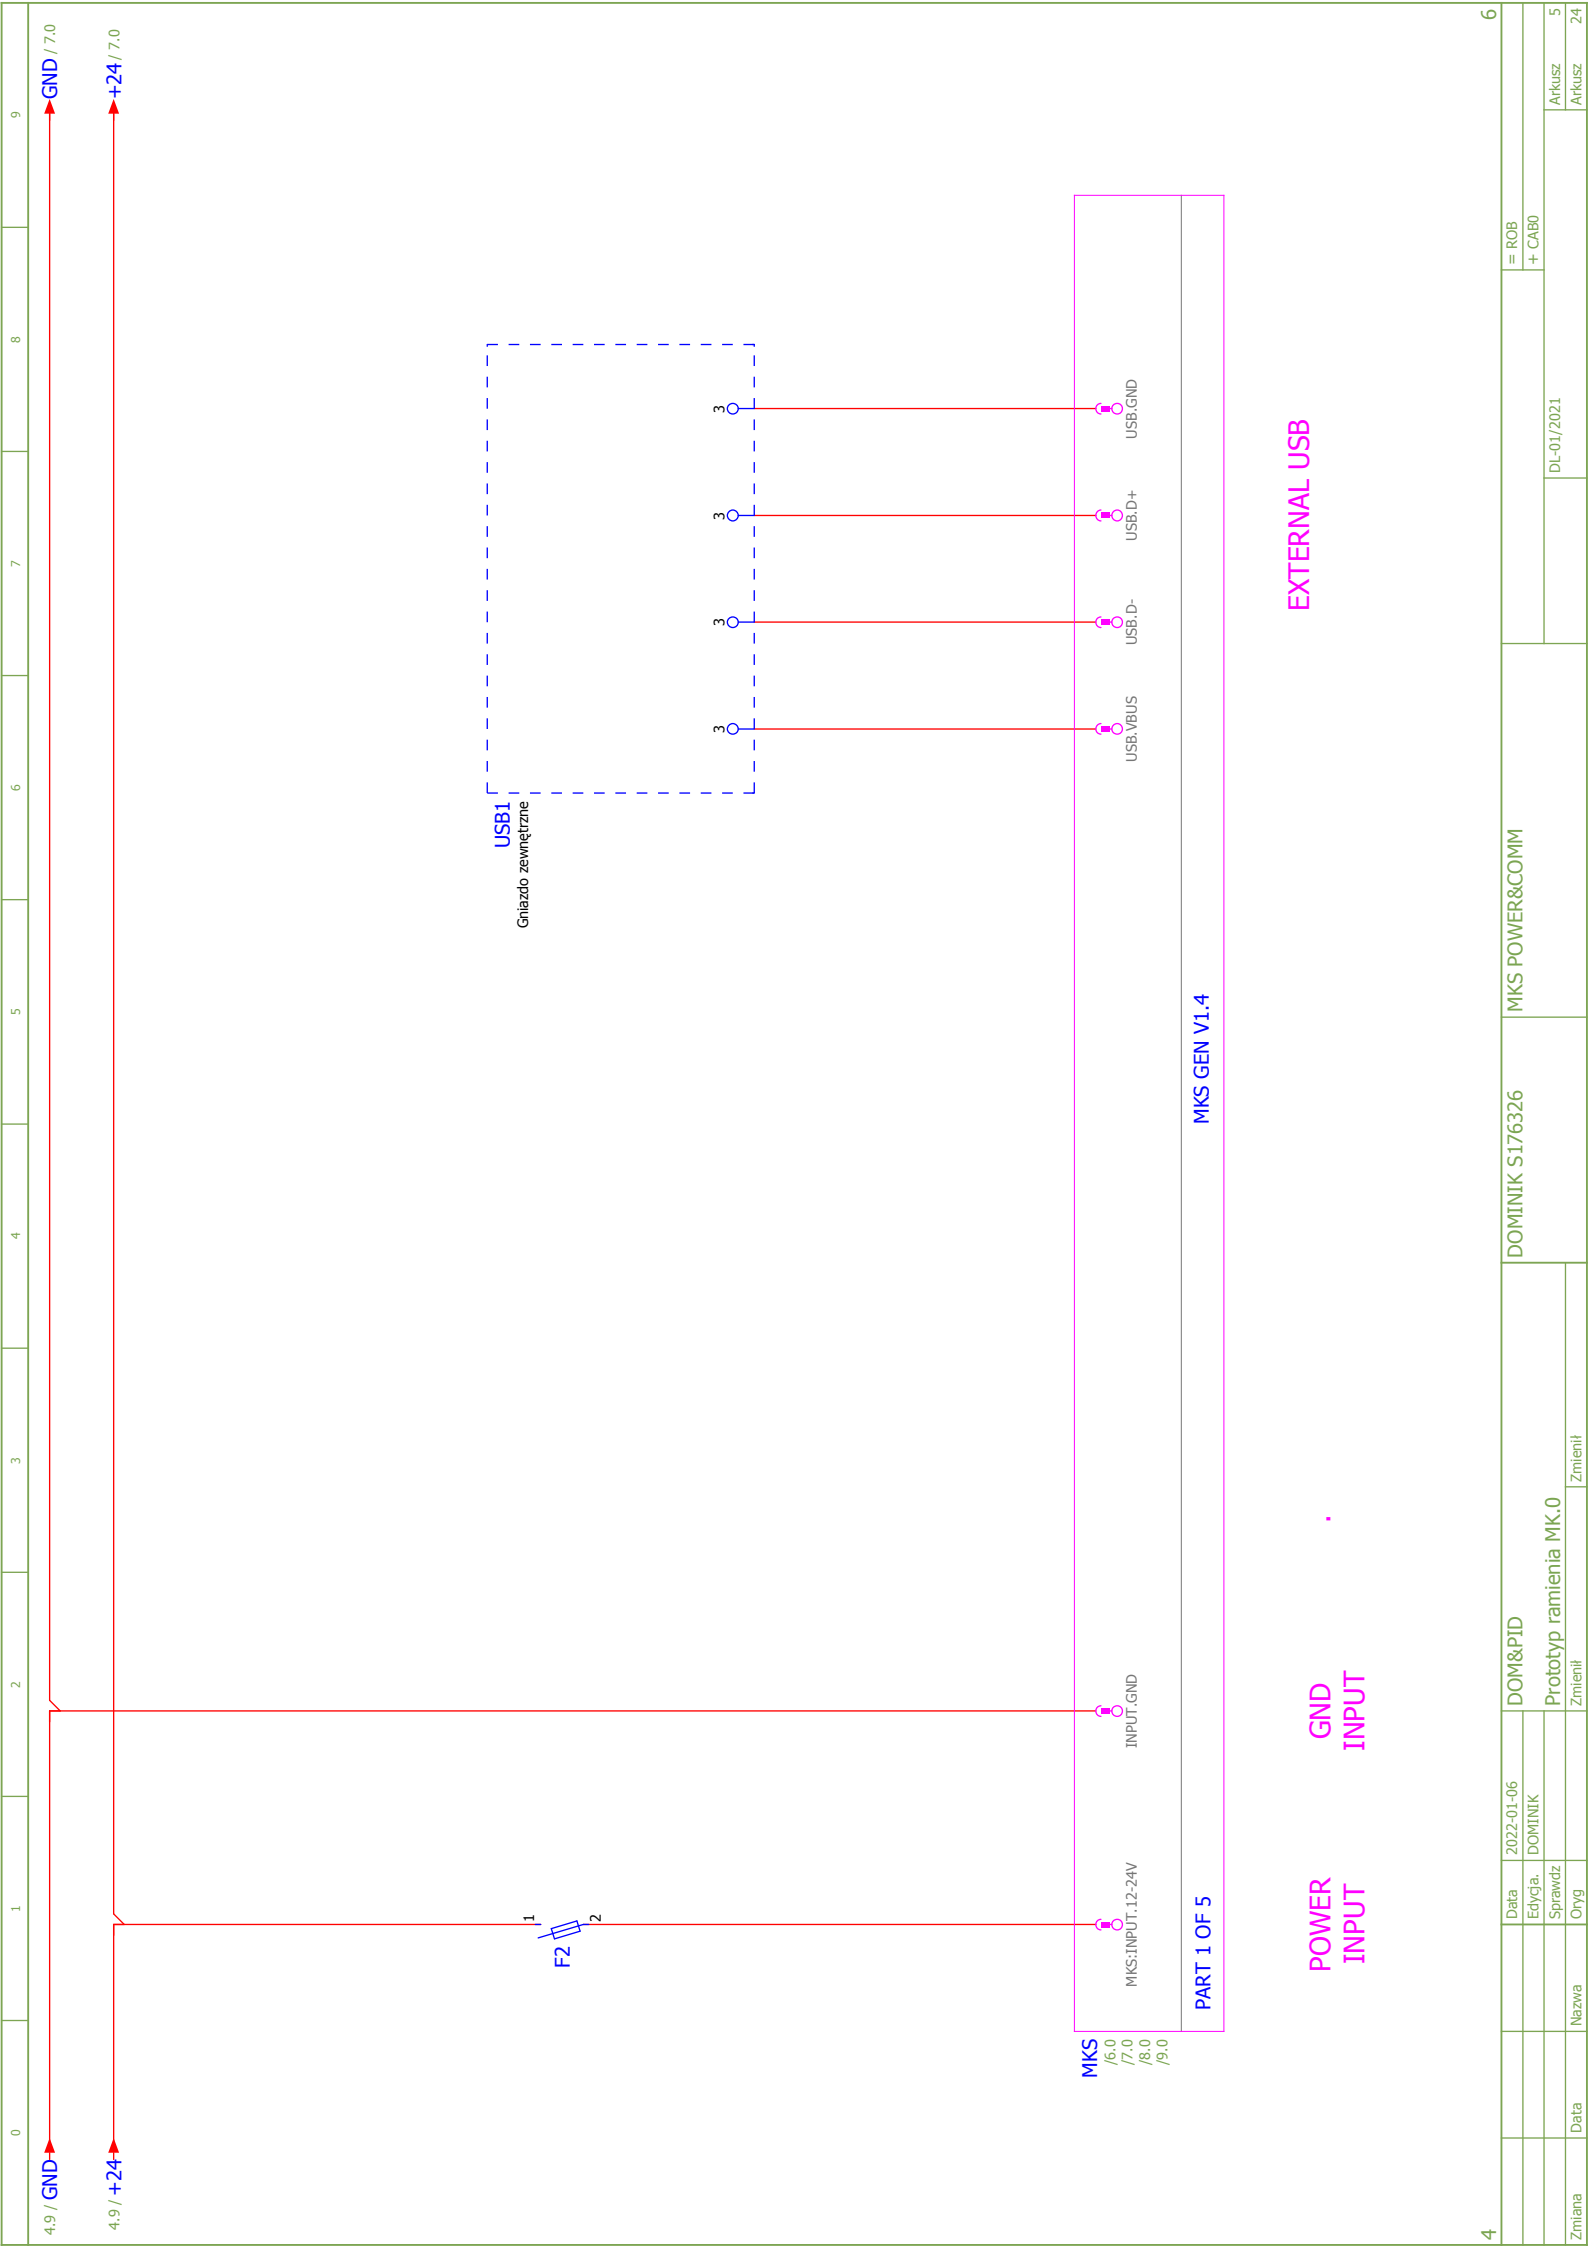 0 1 2 3 4 5 6 7 8 9
4.9 / GND
GND / 7.0
4.9 / +24
+24 / 7.0
USB1
Gniazdo zewnętrzne
1
F2
2
3 3 3 3
MKS
/6.0
/7.0
/8.0
/9.0
MKS:INPUT.12-24V
INPUT.GND
USB.VBUS
USB.D-
USB.D+
USB.GND
PART 1 OF 5
MKS GEN V1.4
POWER
INPUT
GND
INPUT
.
EXTERNAL USB
4
6
Data 2022-01-06
Edycja. DOMINIK
Sprawdz
Zmiana Data Nazwa Oryg
DOM&PID
Prototyp ramienia MK.0
Zmienił Zmienił
DOMINIK S176326
MKS POWER&COMM
= ROB
+ CAB0
DL-01/2021
Arkusz 5
Arkusz 24